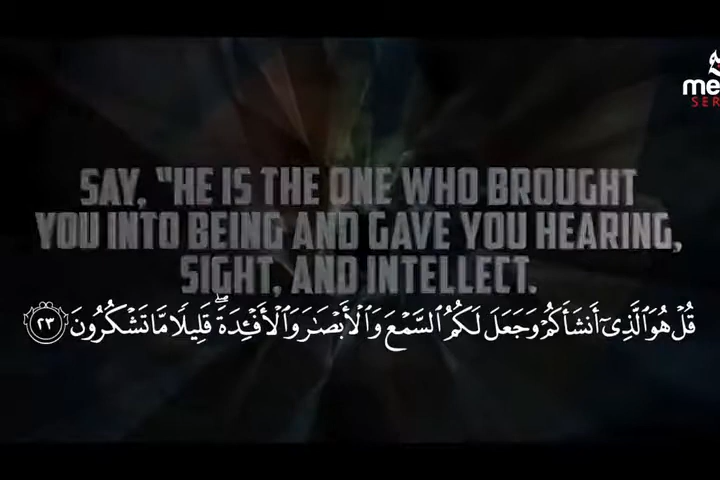 SAY, "HE IS THE ONE WHO BROUGHT
YOU INTO BEING AND GAVE YOU HEARING,
SIGHT, AND INTELLECT.
قُلْ هُوَ ٱلَّذِىٓ أَنشَأَكُمْ وَجَعَلَ لَكُمُ ٱلسَّمْعَ وَٱلْأَبْصَٰرَ وَٱلْأَفْـِٔدَةَ ۖ قَلِيلًا مَّا تَشْكُرُونَ ٢٣